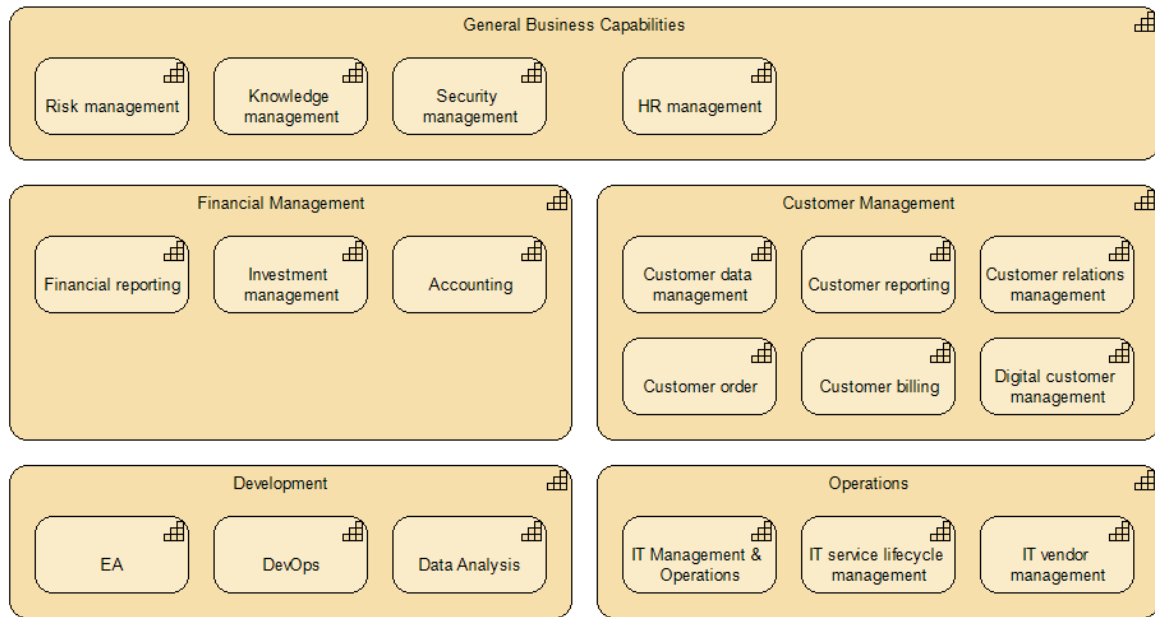 General Business Capabilities
Risk management
Knowledge
management
Security
management
HR management
Financial Management
Financial reporting
Investment
management
Accounting
Customer Management
Customer data
management
Customer reporting
Customer relations
management
Customer order
Customer billing
Digital customer
management
Development
EA
DevOps
Data Analysis
Operations
IT Management &
Operations
IT service lifecycle
management
IT vendor
management